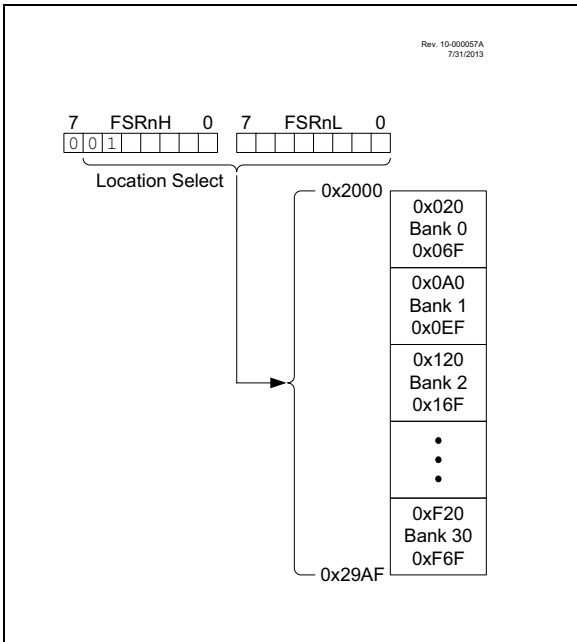 Rev. 10-000057A
7/31/2013
7 FSRnH 0 7 FSRnL 0
0 0 1
Location Select
0x2000
0x020
Bank 0
0x06F
0x0A0
Bank 1
0x0EF
0x120
Bank 2
0x16F
0xF20
Bank 30
0xF6F
0x29AF